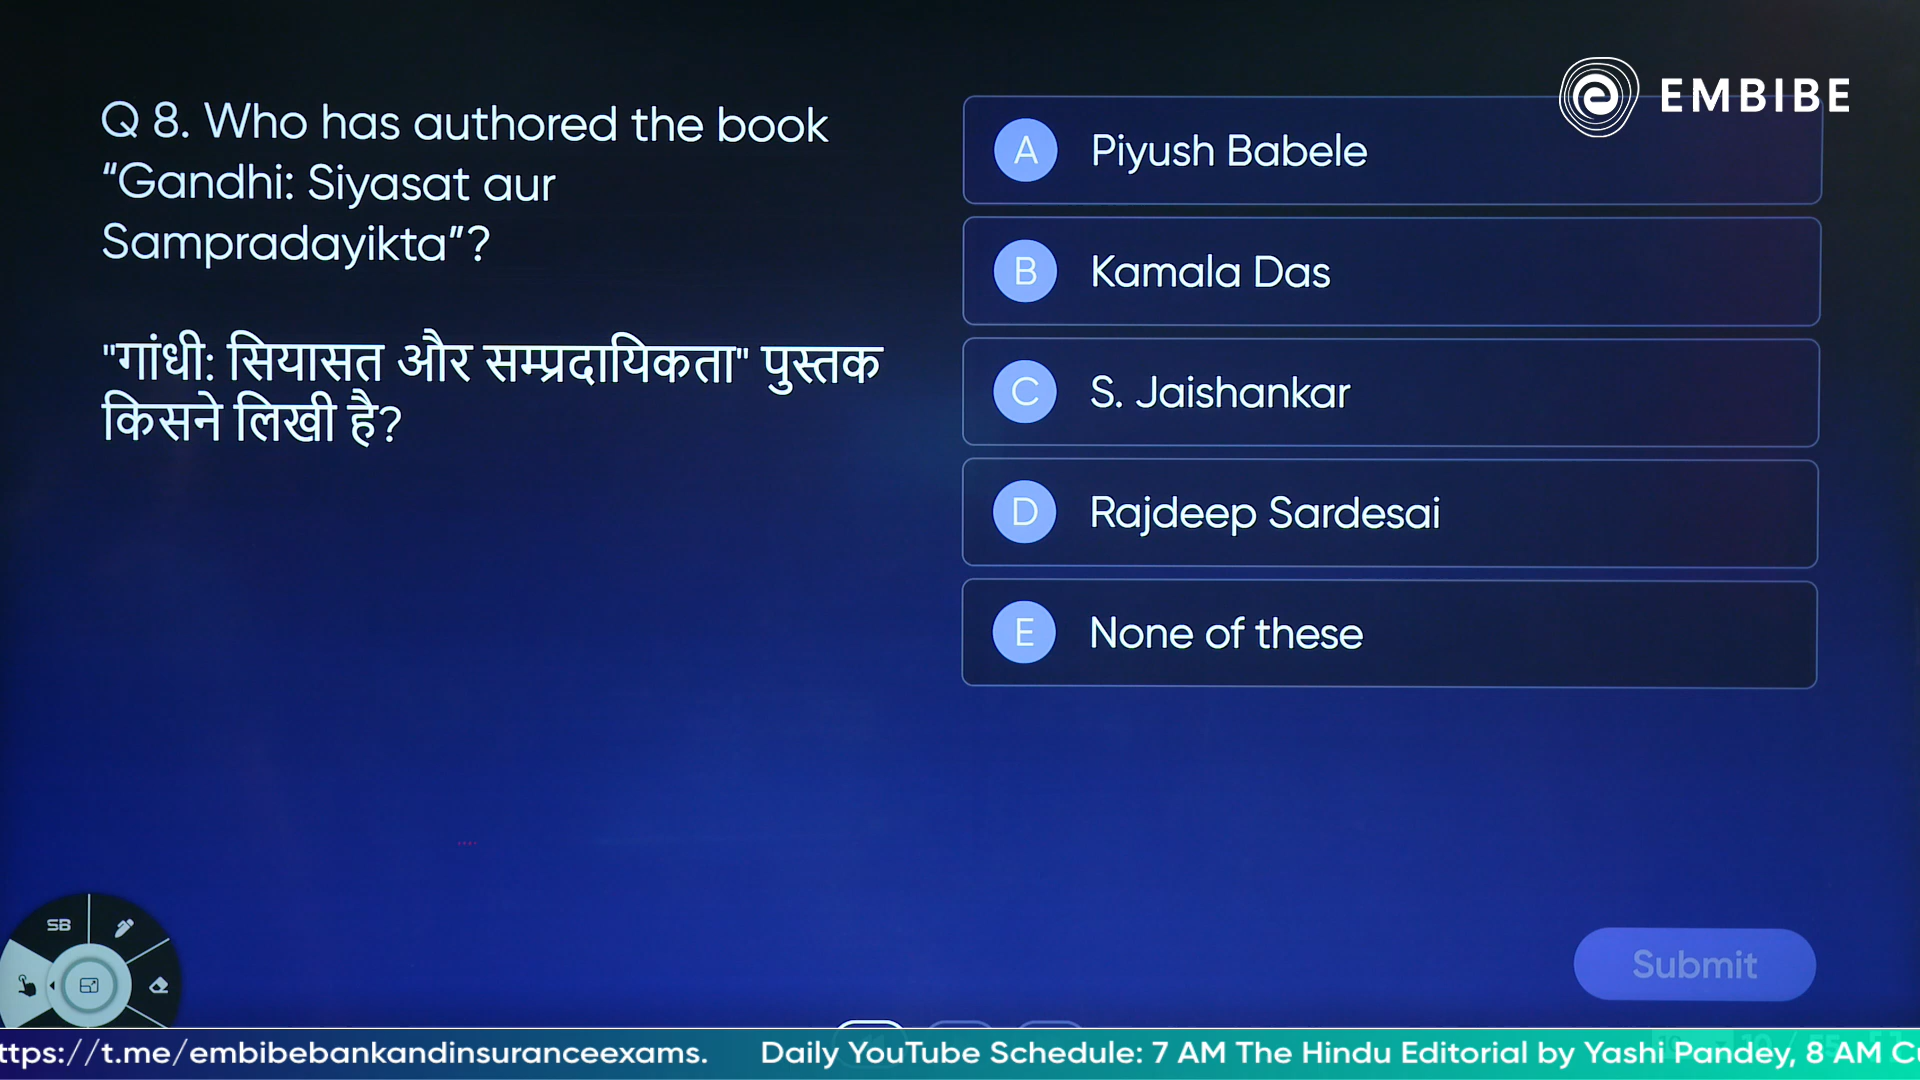 EMBIBE
Q 8. Who has authored the book
“Gandhi: Siyasat aur
Sampradayikta”?
"गांधी: सियासत और सम्प्रदायिकता" पुस्तक
किसने लिखी है?
A Piyush Babele
B Kamala Das
C S. Jaishankar
D Rajdeep Sardesai
E None of these
SB
Submit
ttps://t.me/embibebankandinsuranceexams. Daily YouTube Schedule: 7 AM The Hindu Editorial by Yashi Pandey, 8 AM